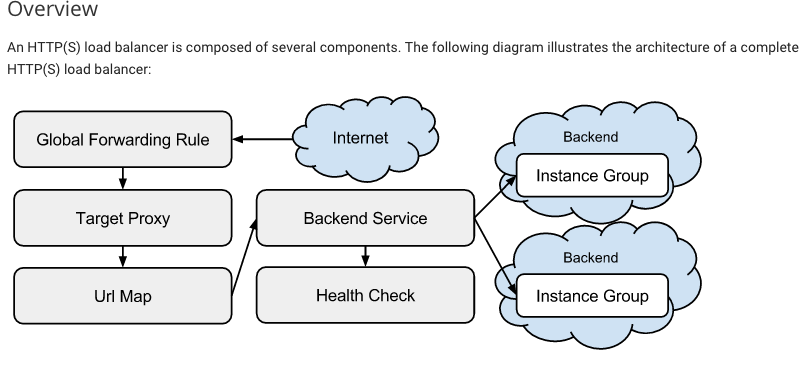 Overview
An HTTP(S) load balancer is composed of several components. The following diagram illustrates the architecture of a complete
HTTP(S) load balancer:
Global Forwarding Rule
Internet
Backend
Instance Group
Target Proxy
Backend Service
Backend
Url Map
Health Check
Instance Group